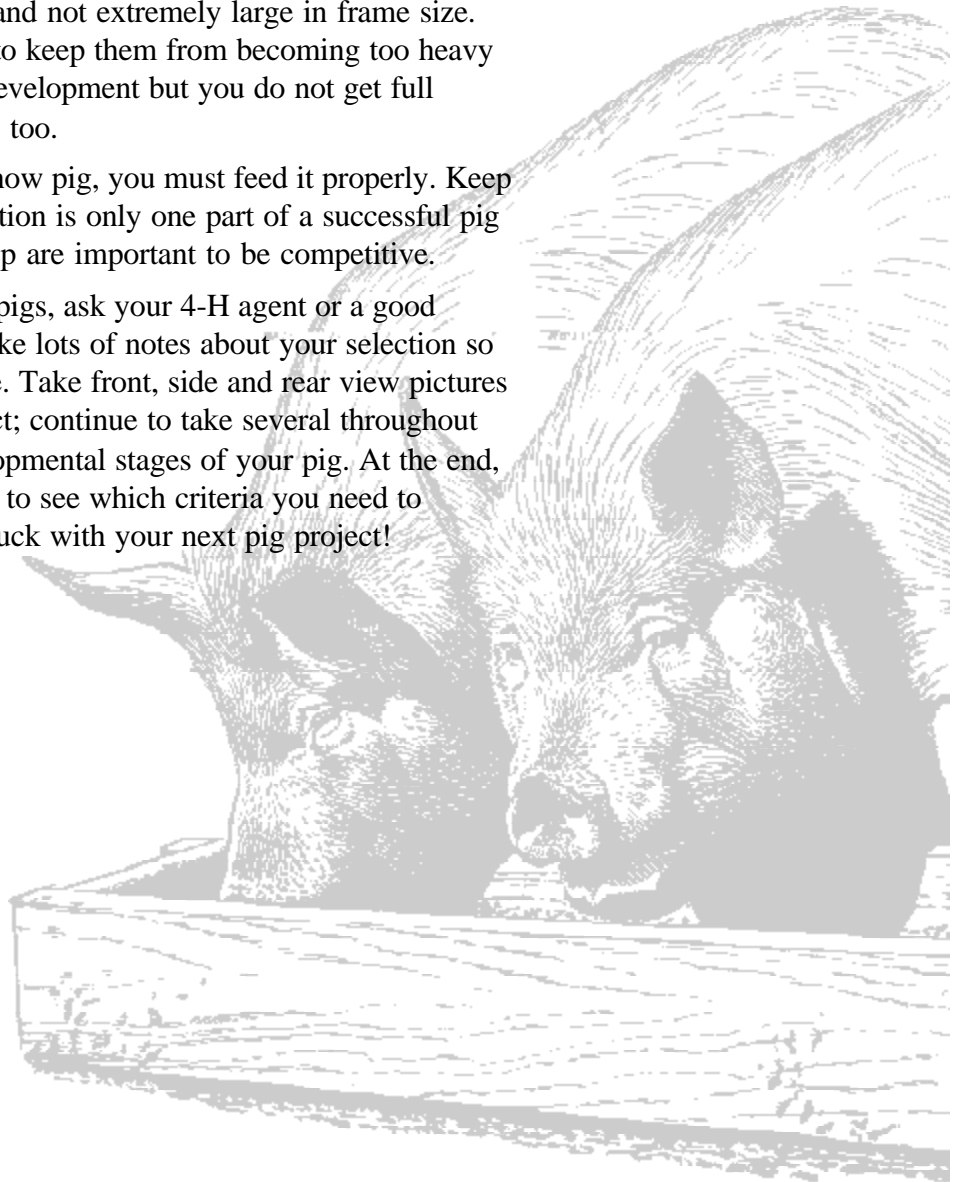 and not extremely large in frame size.
to keep them from becoming too heavy
evelopment but you do not get full
too.
how pig, you must feed it properly. Keep
tion is only one part of a successful pig
p are important to be competitive.
pigs, ask your 4-H agent or a good
ke lots of notes about your selection so
e. Take front, side and rear view pictures
ct; continue to take several throughout
opmental stages of your pig. At the end,
to see which criteria you need to
uck with your next pig project!